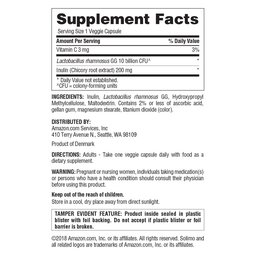 Supplement Facts
Serving Size 1 Veggie Capsule
Amount Per Serving % Daily Value
Vitamin C 3 mg 3%
Lactobacillus rhamnosus GG 10 billion CFU^ *
Inulin (Chicory root extract) 200 mg *
* Daily Value not established.
^CFU = colony-forming units
INGREDIENTS: Inulin, Lactobacillus rhamnosus GG, Hydroxypropyl
Methylcellulose, Maltodextrin. Contains 2% or less of ascorbic acid,
gellan gum, magnesium stearate, titanium dioxide (color).
DISTRIBUTED BY:
Amazon.com Services, Inc
410 Terry Avenue N., Seattle, WA 98109
Product of Denmark
DIRECTIONS: Adults - Take one veggie capsule daily with food as
a dietary supplement.
WARNING: Pregnant or nursing women, individuals taking medication(s)
or persons who have a health condition should consult their physician
before using this product.
Keep out of the reach of children.
Store in a cool, dry place away from direct sunlight.
TAMPER EVIDENT FEATURE: Product inside sealed in plastic
blister with foil backing. Do not accept if plastic blister or foil
barrier is broken.
©2018 Amazon.com, Inc. or its affiliates. All rights reserved. Solimo and
all related logos are trademarks of Amazon.com, Inc. or its affiliates.